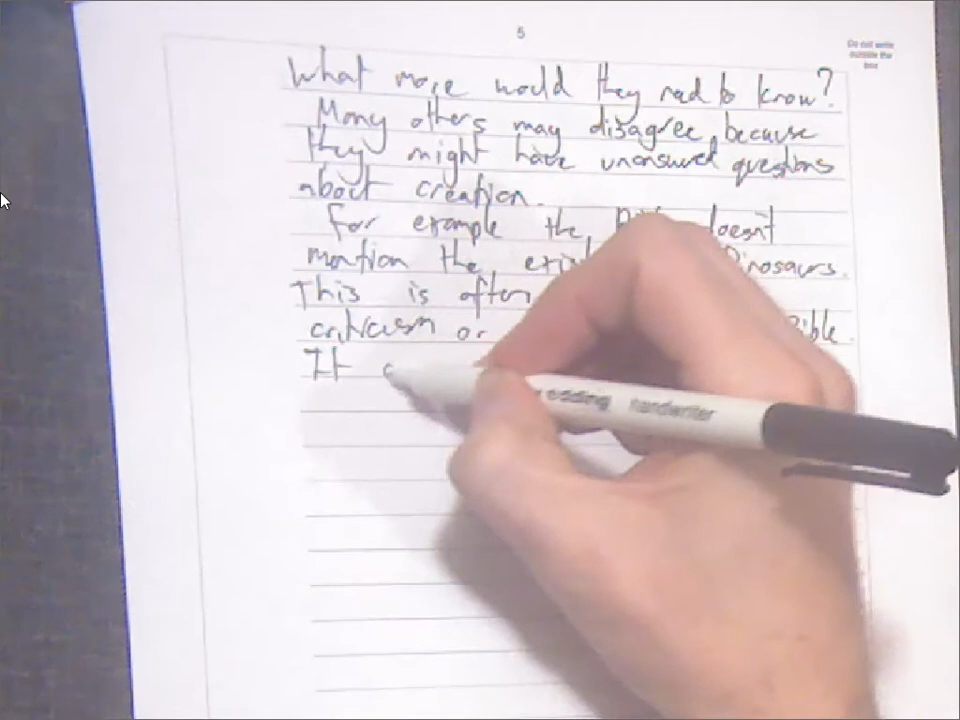 5
Do not write
outside the
box
What more would they need to know?
Many others may disagree, because
they might have unanswered questions
about creation.
For example the doesn't
mention the Dinosaurs.
This is often
criticism or Bible.
It
edding handwriter